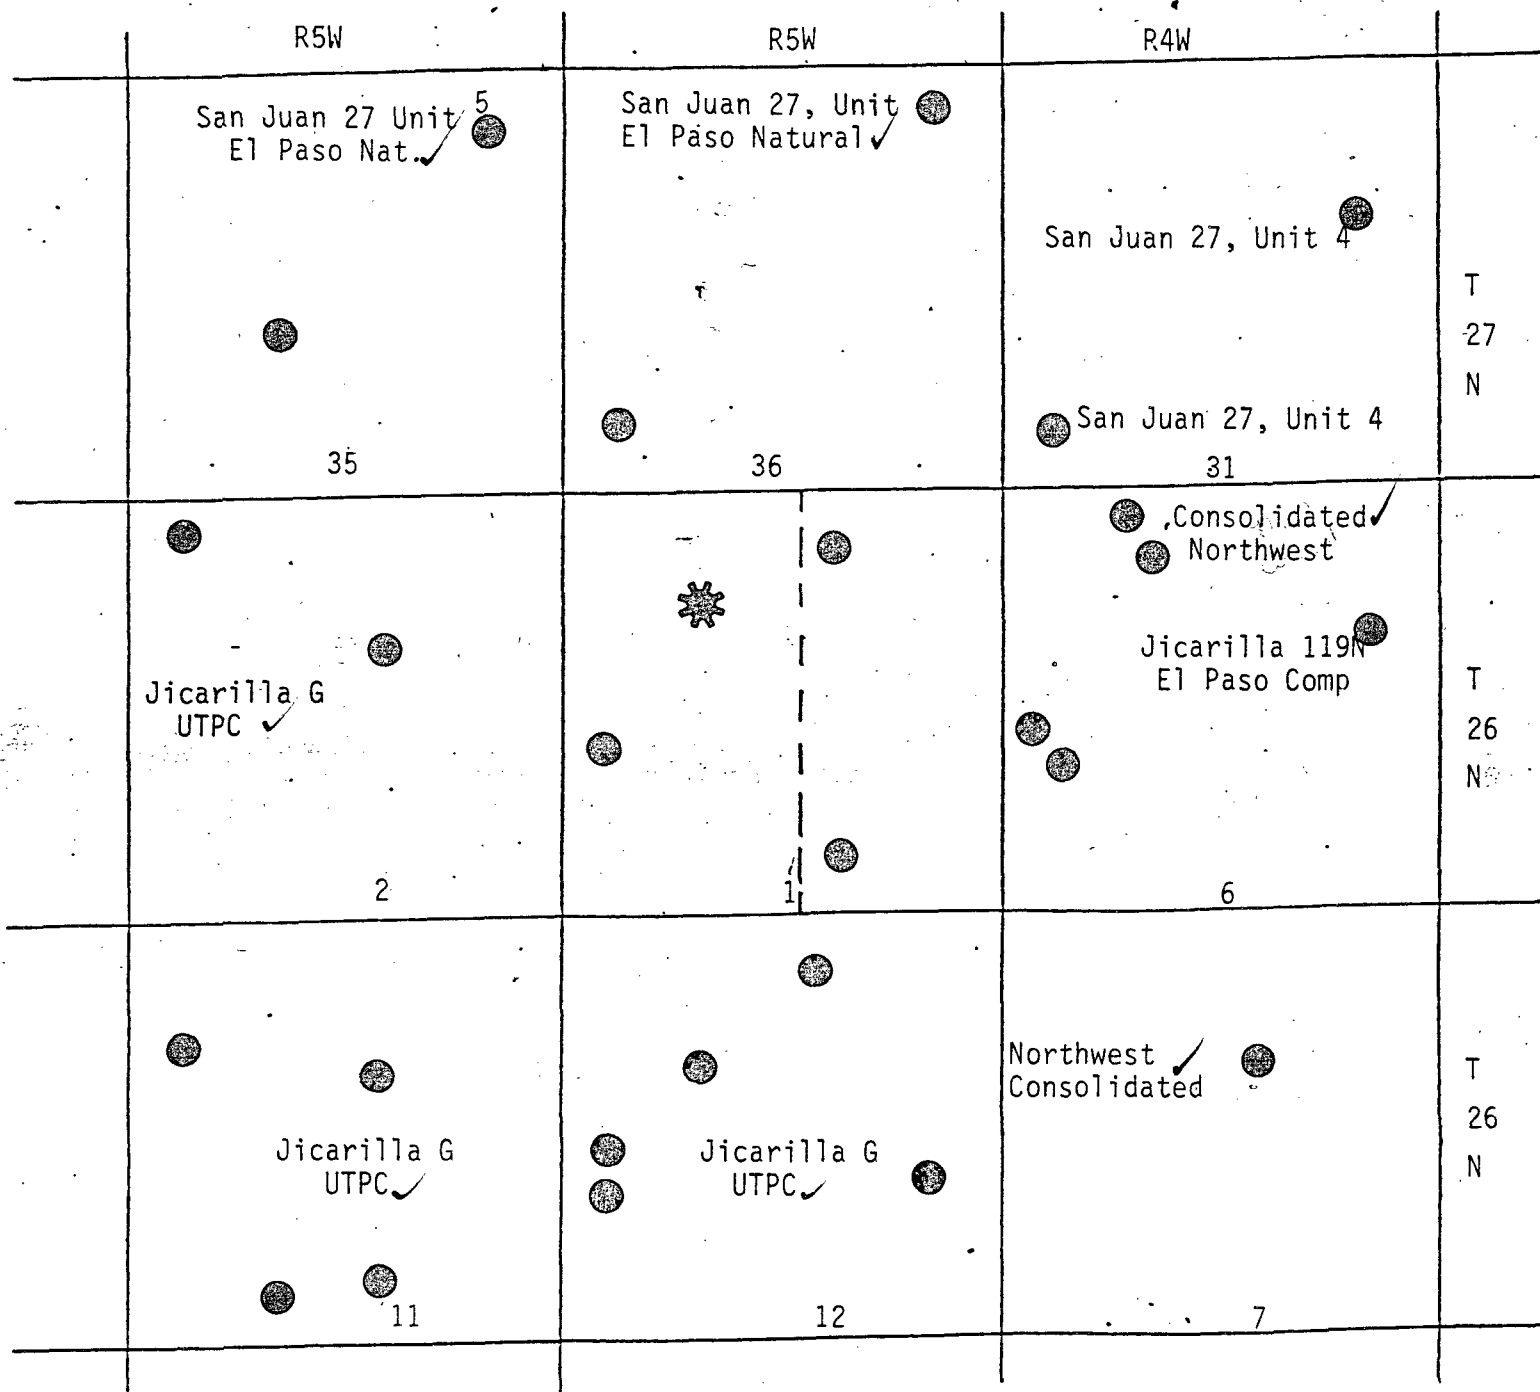 R5W
R5W
R4W
San Juan 27 Unit 5
El Paso Nat.
San Juan 27, Unit
El Paso Natural
San Juan 27, Unit 4
T
27
N
San Juan 27, Unit 4
35
36
31
Consolidated
Northwest
Jicarilla 119N
El Paso Comp
Jicarilla G
UTPC
T
26
N
2
1
6
Northwest
Consolidated
T
26
N
Jicarilla G
UTPC
Jicarilla G
UTPC
11
12
7